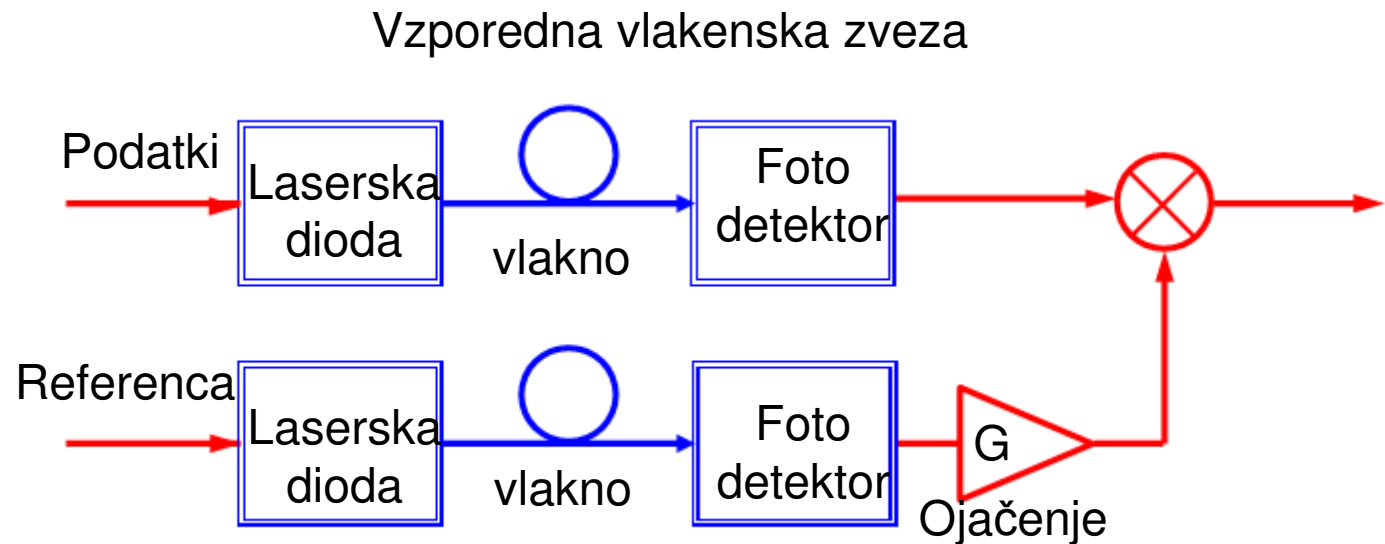 Vzporedna vlakenska zveza
Podatki
Laserska
dioda
vlakno
Foto
detektor
Referenca
Laserska
dioda
vlakno
Foto
detektor
G
Ojačenje